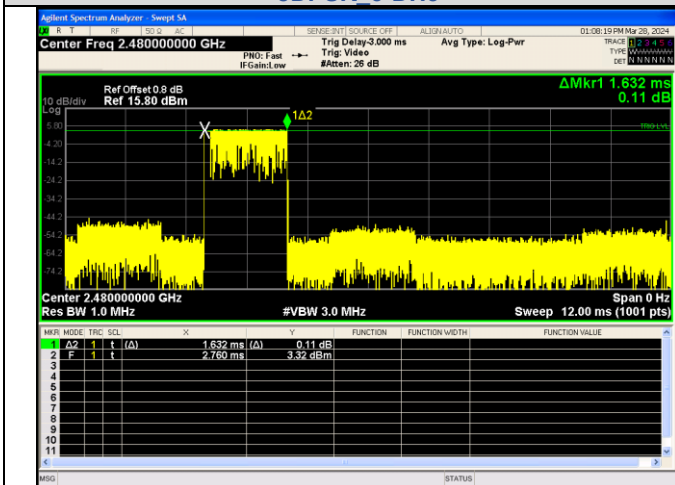 Agilent Spectrum Analyzer - Swept SA
R T RF 50 Ω AC SENSE:INT SOURCE OFF ALIGN AUTO 01:08:19 PM Mar 28, 2024
Center Freq 2.480000000 GHz
PNO: Fast
IFGain:Low
Trig Delay-3.000 ms
Trig: Video
#Atten: 26 dB
Avg Type: Log-Pwr
TRACE 1 2 3 4 5 6
TYPE
DET N N N N N N
Ref Offset 0.8 dB
10 dB/div Ref 15.80 dBm
Log
ΔMkr1 1.632 ms
0.11 dB
1Δ2
TRIG LVL
5.80
-4.20
-14.2
-24.2
-34.2
-44.2
-54.2
-64.2
-74.2
Center 2.480000000 GHz Span 0 Hz
Res BW 1.0 MHz #VBW 3.0 MHz Sweep 12.00 ms (1001 pts)
MKR MODE TRC SCL X Y FUNCTION FUNCTION WIDTH FUNCTION VALUE
1 Δ2 1 t (Δ) 1.632 ms (Δ) 0.11 dB
2 F 1 t 2.760 ms 3.32 dBm
3
4
5
6
7
8
9
10
11
MSG STATUS